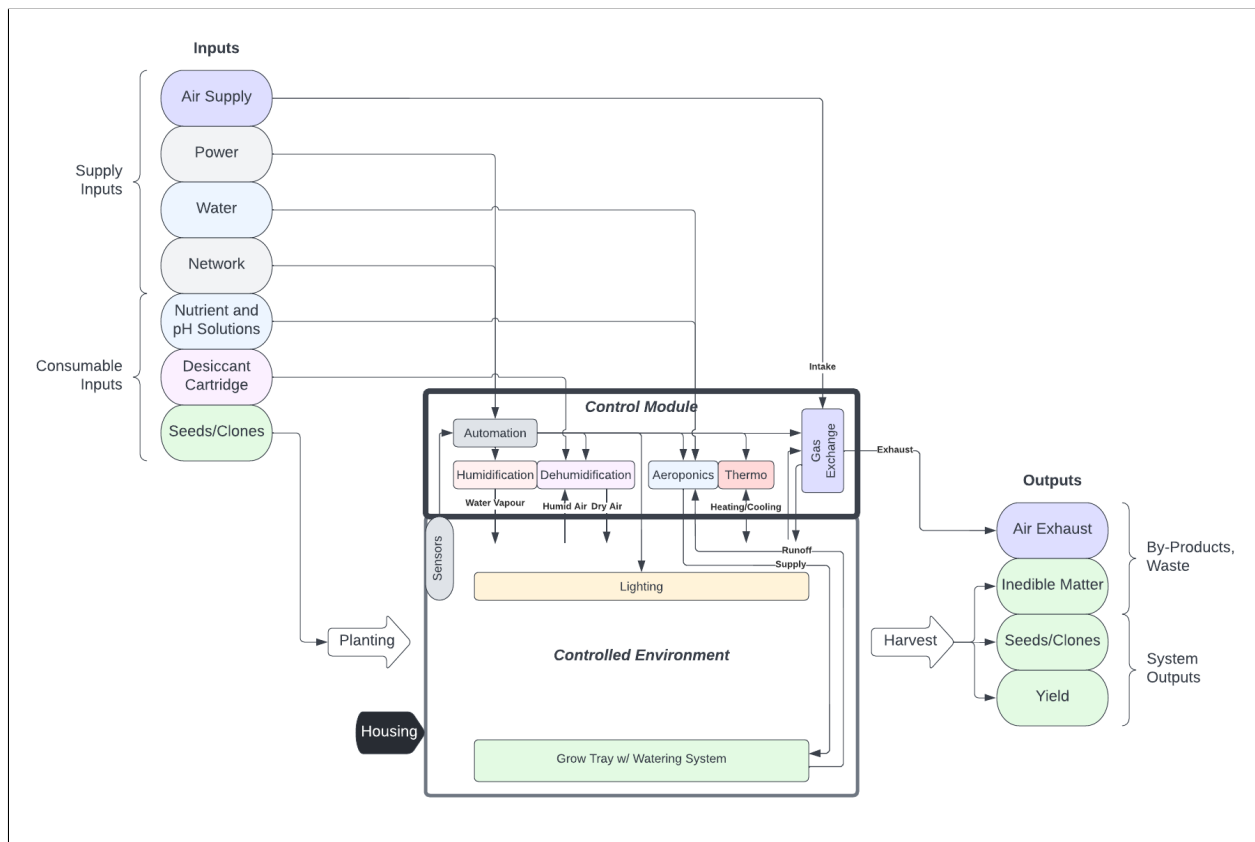 Inputs
Air Supply
Power
Supply
Inputs
Water
Network
Nutrient and
pH Solutions
Consumable
Inputs
Desiccant
Cartridge
Seeds/Clones
Intake
Control Module
Automation
Gas
Exchange
Humidification
Dehumidification
Aeroponics
Thermo
Exhaust
Water Vapour
Humid Air
Dry Air
Heating/Cooling
Sensors
Runoff
Supply
Lighting
Planting
Controlled Environment
Housing
Grow Tray w/ Watering System
Harvest
Outputs
Air Exhaust
By-Products,
Waste
Inedible Matter
Seeds/Clones
System
Outputs
Yield